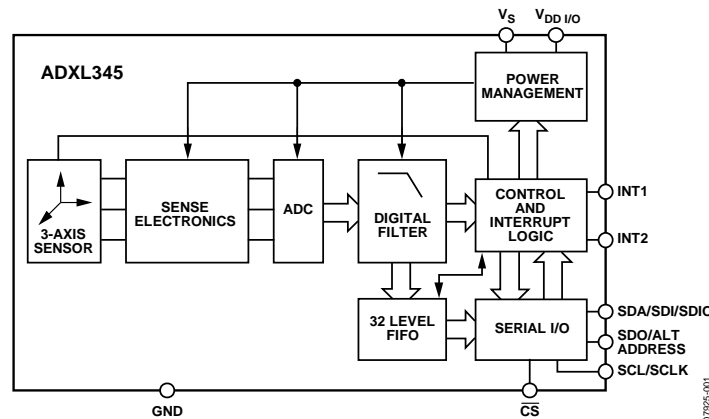 VS
VDD I/O
ADXL345
POWER
MANAGEMENT
3-AXIS
SENSOR
SENSE
ELECTRONICS
ADC
DIGITAL
FILTER
CONTROL
AND
INTERRUPT
LOGIC
INT1
INT2
32 LEVEL
FIFO
SERIAL I/O
SDA/SDI/SDIO
SDO/ALT
ADDRESS
SCL/SCLK
GND
CS
07925-001